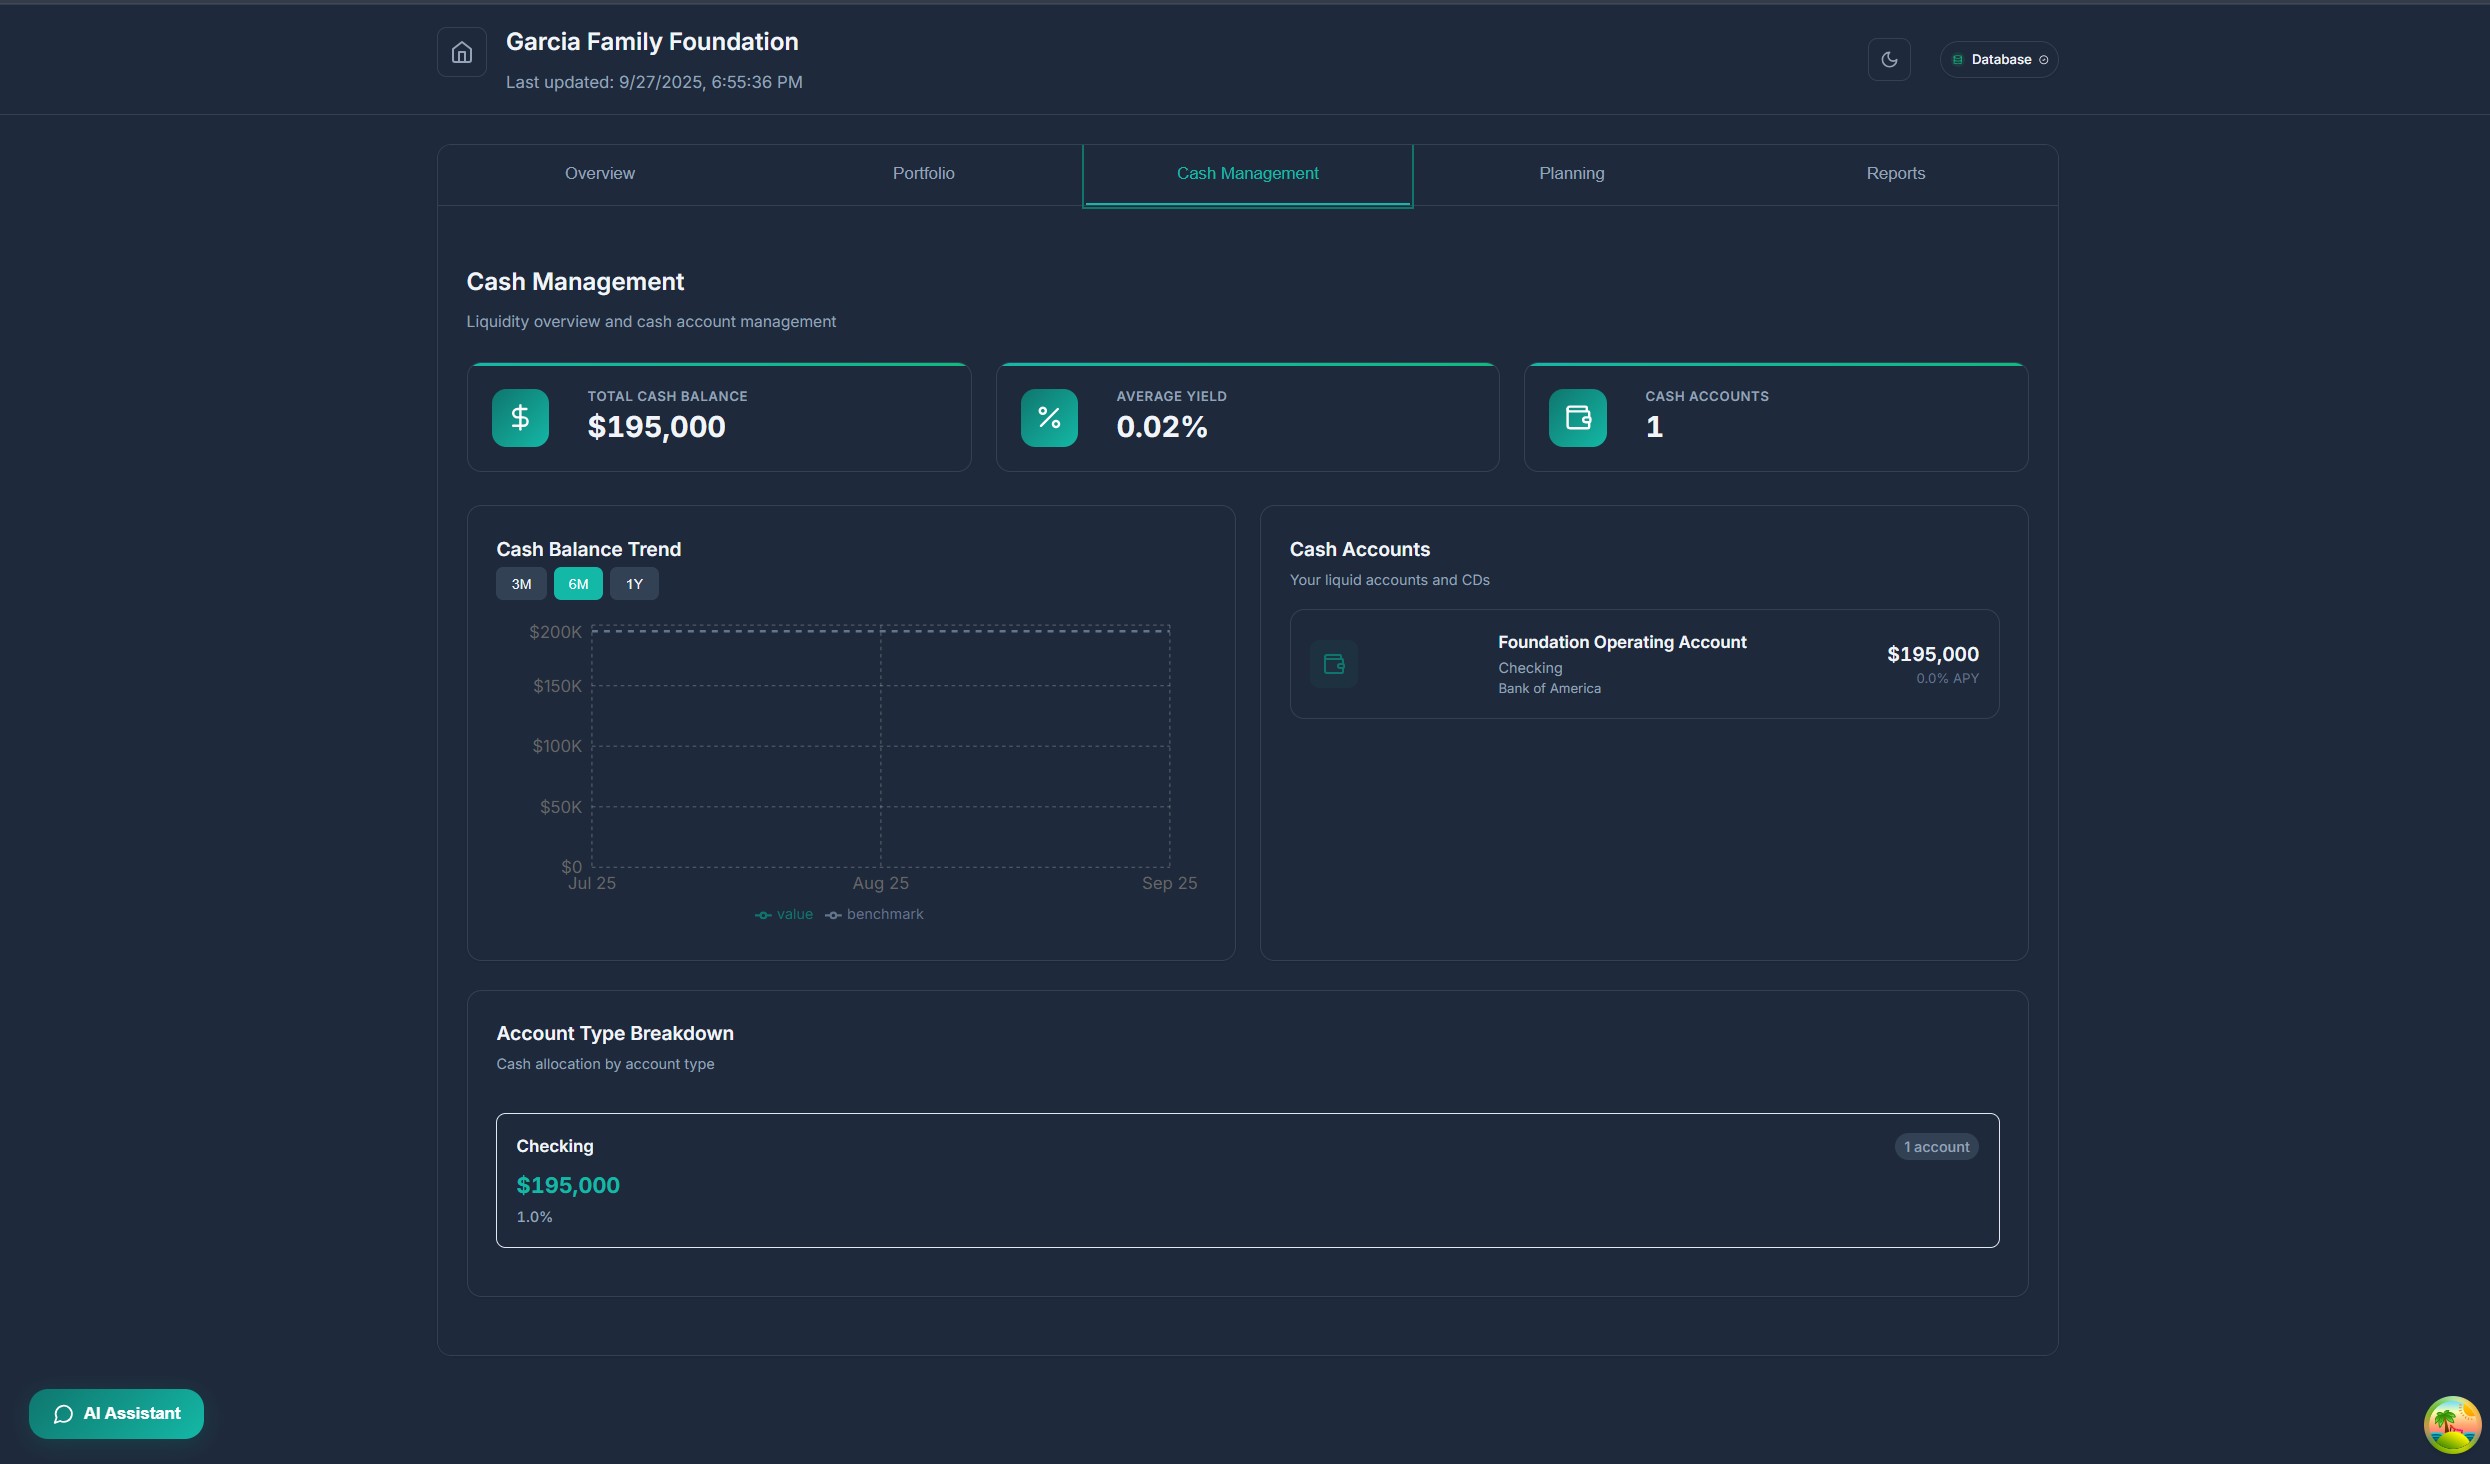 Garcia Family Foundation
Last updated: 9/27/2025, 6:55:36 PM
Database
Overview
Portfolio
Cash Management
Planning
Reports
Cash Management
Liquidity overview and cash account management
TOTAL CASH BALANCE
$195,000
AVERAGE YIELD
0.02%
CASH ACCOUNTS
1
Cash Balance Trend
3M 6M 1Y
$200K
$150K
$100K
$50K
$0
Jul 25 Aug 25 Sep 25
value benchmark
Cash Accounts
Your liquid accounts and CDs
Foundation Operating Account
Checking
Bank of America
$195,000
0.0% APY
Account Type Breakdown
Cash allocation by account type
Checking
1 account
$195,000
1.0%
AI Assistant